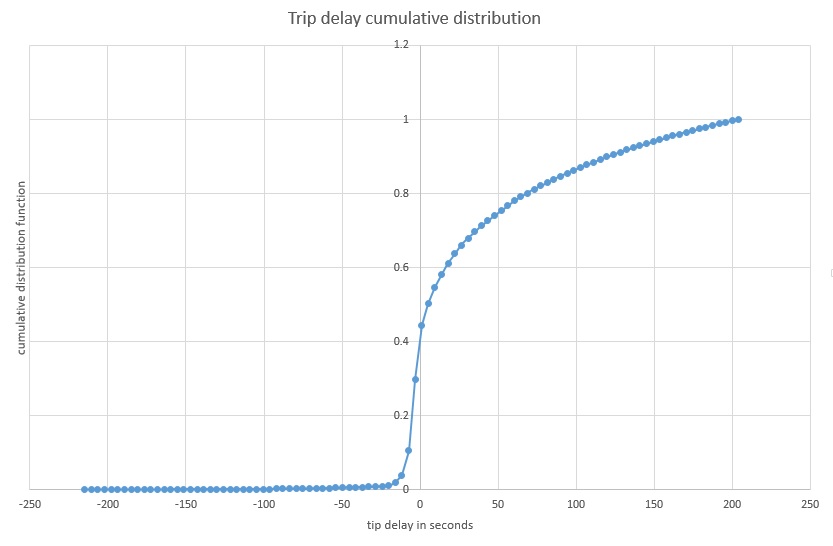 Trip delay cumulative distribution
1.2
1
0.8
0.6
0.4
0.2
0
cumulative distribution function
-250 -200 -150 -100 -50 0 50 100 150 200 250
tip delay in seconds